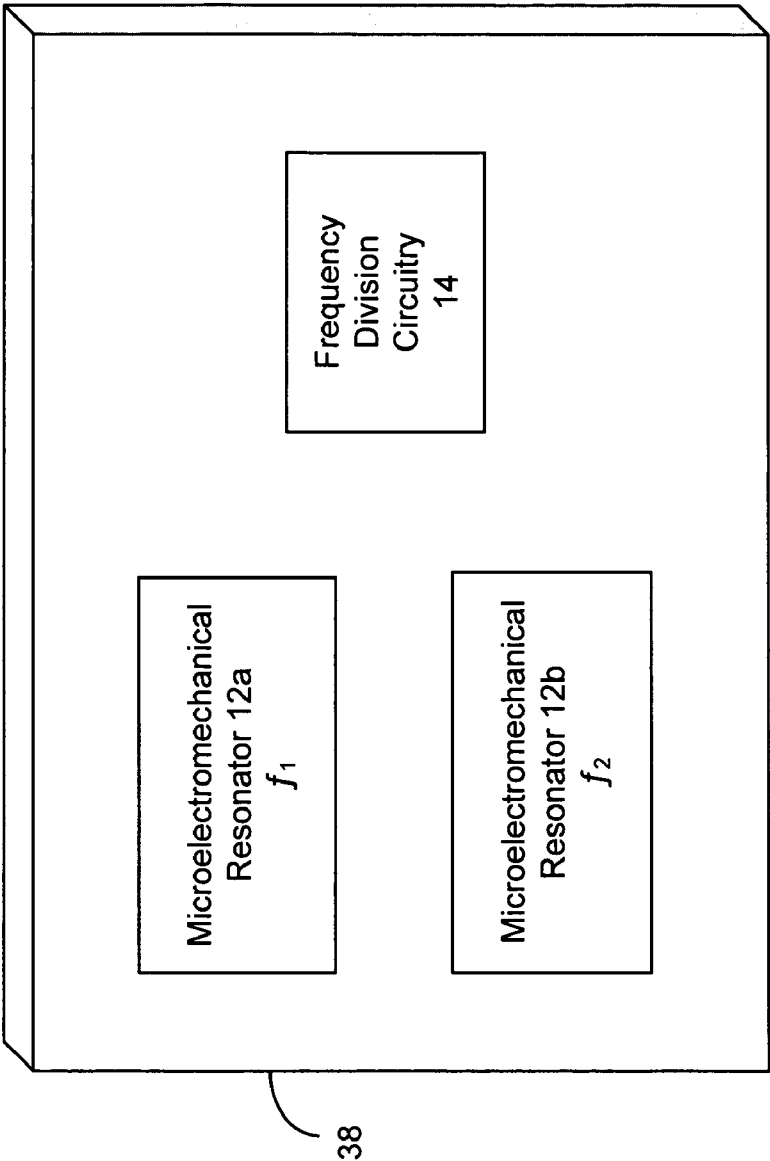 Microelectromechanical
Resonator 12a
f1
Microelectromechanical
Resonator 12b
f2
Frequency
Division
Circuitry
14
38